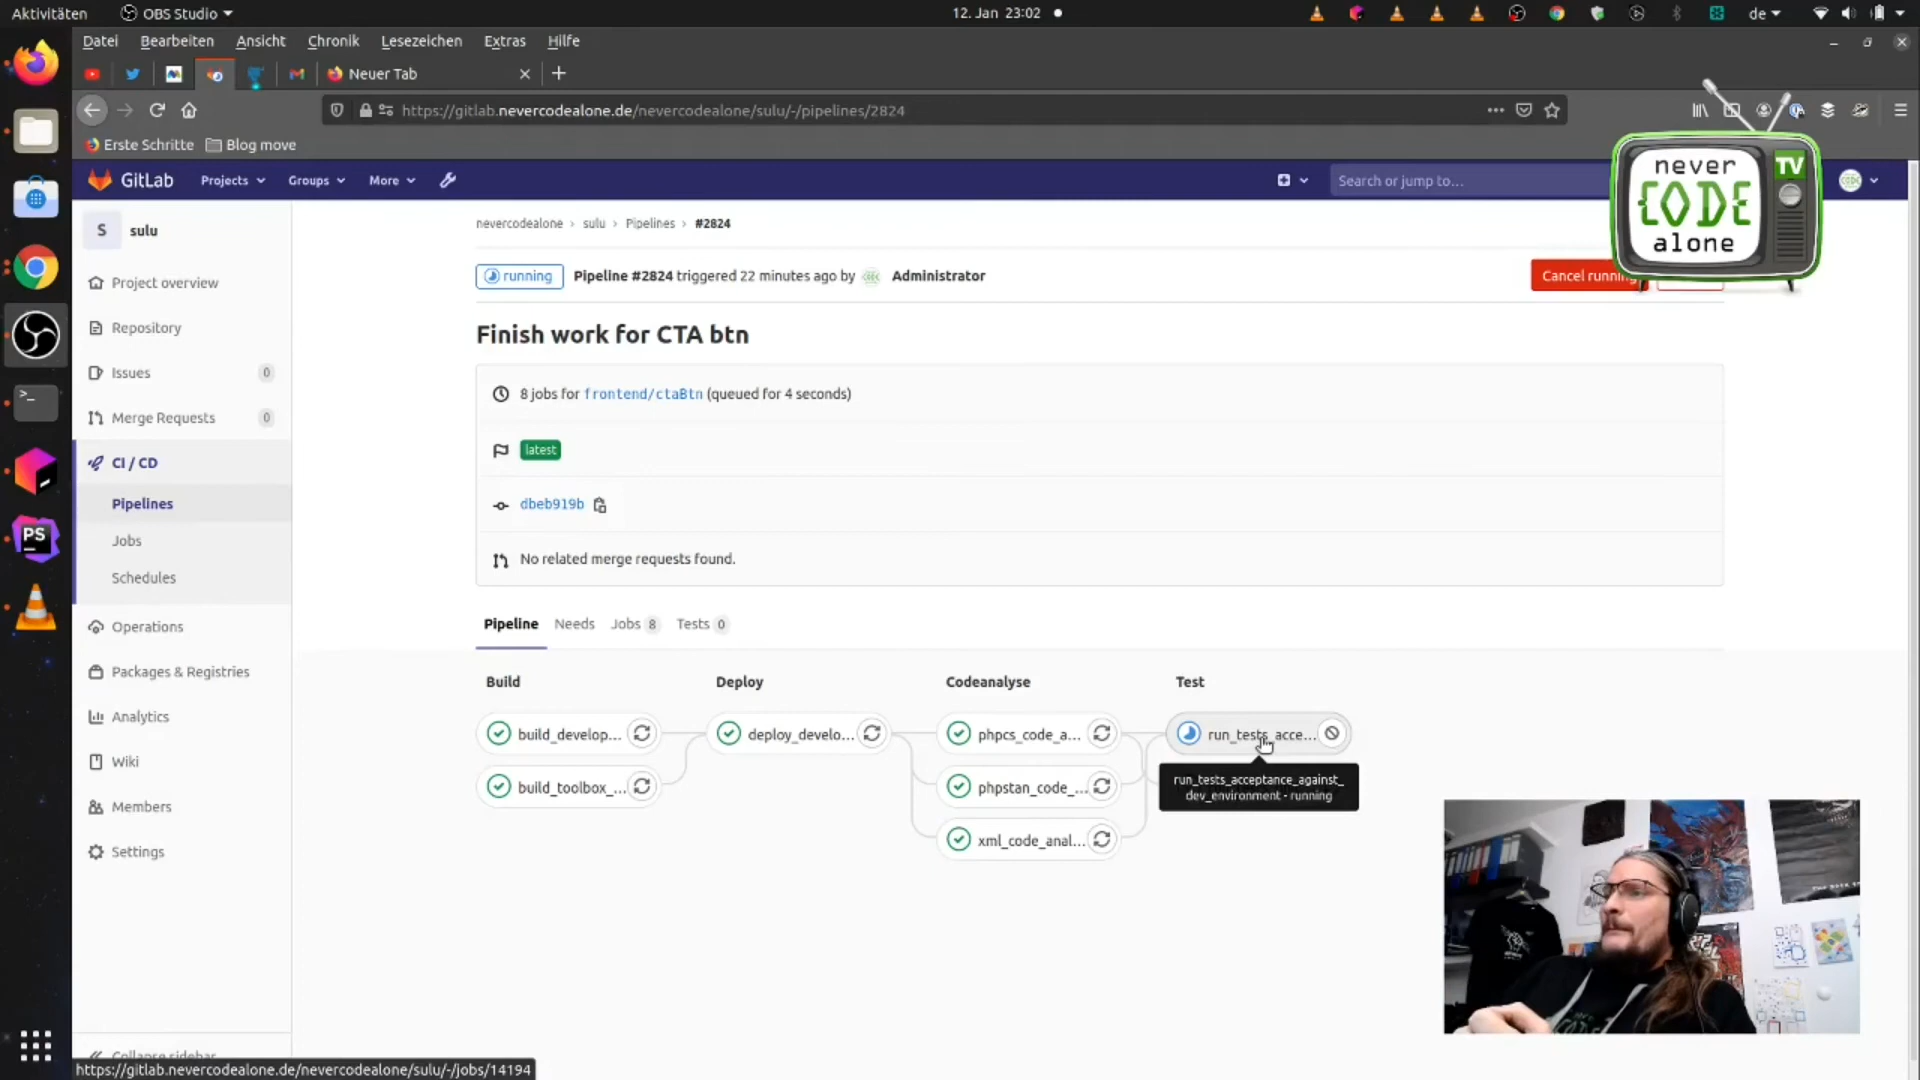 Aktivitäten
OBS Studio
12. Jan 23:02
de
Datei Bearbeiten Ansicht Chronik Lesezeichen Extras Hilfe
Neuer Tab
https://gitlab.nevercodealone.de/nevercodealone/sulu/-/pipelines/2824
Erste Schritte Blog move
GitLab Projects Groups More Search or jump to...
never
CODE
alone
TV
S sulu
Project overview
Repository
Issues 0
Merge Requests 0
CI / CD
Pipelines
Jobs
Schedules
Operations
Packages & Registries
Analytics
Wiki
Members
Settings
Collapse sidebar
nevercodealone > sulu > Pipelines > #2824
running Pipeline #2824 triggered 22 minutes ago by Administrator
Cancel running
Finish work for CTA btn
8 jobs for frontend/ctaBtn (queued for 4 seconds)
latest
dbeb919b
No related merge requests found.
Pipeline Needs Jobs 8 Tests 0
Build Deploy Codeanalyse Test
build_develop... deploy_develo... phpcs_code_a... run_tests_acce...
build_toolbox_... phpstan_code_...
xml_code_anal...
run_tests_acceptance_against_
dev_environment - running
PS
https://gitlab.nevercodealone.de/nevercodealone/sulu/-/jobs/14194